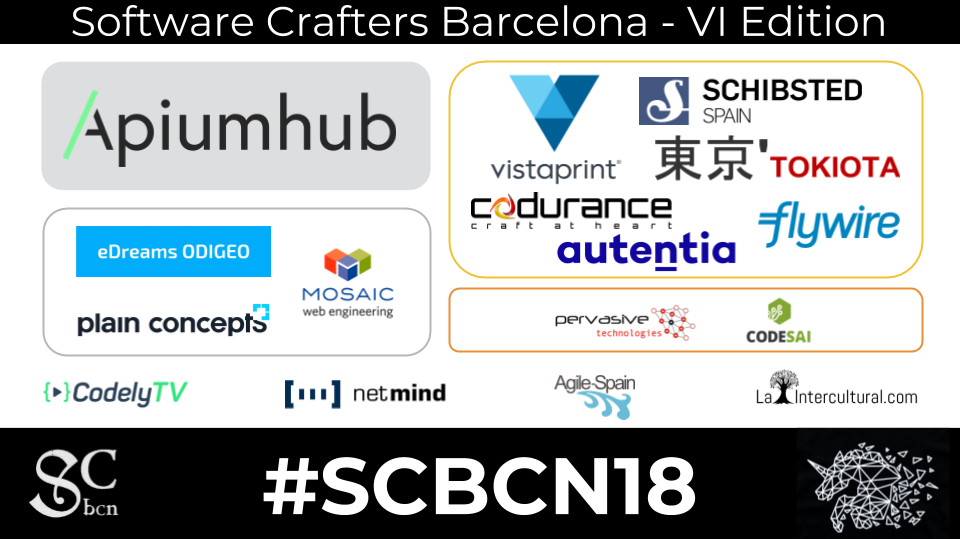 Software Crafters Barcelona - VI Edition
Apiumhub
vistaprint®
SCHIBSTED
SPAIN
東京'TOKIOTA
codurance
craft at heart
flywire
autentia
eDreams ODIGEO
MOSAIC
web engineering
plain concepts
pervasive
technologies
CODESAI
{▸}CodelyTV
[••••] netmind
Agile-Spain
La Intercultural.com
SC
bcn
#SCBCN18